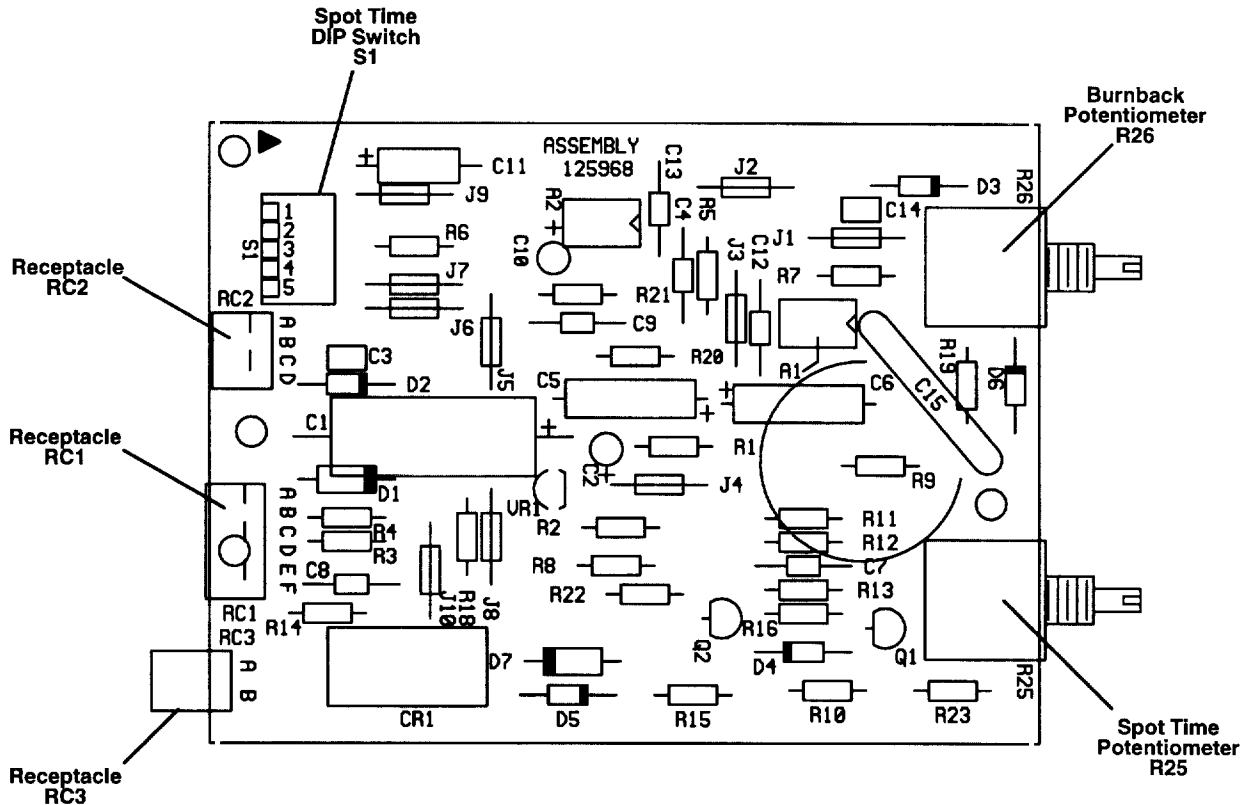 Spot Time
DIP Switch
S1
Burnback
Potentiometer
R26
ASSEMBLY
125968
C11
J9
A2
C13
J2
D3
R26
C14
1
2
3
4
5
S1
R6
C10
C4
R5
J1
J3
C12
R7
J7
Receptacle
RC2
RC2
A
B
C
D
R21
J6
C9
J5
R20
A1
R19
D6
C3
D2
C5
C6
C15
C1
R1
C2
R9
J4
Receptacle
RC1
D1
VR1
A
B
C
D
E
F
R4
R3
R2
R11
R12
C8
R8
C7
J10
R18
J8
R22
R13
RC1
R14
R16
RC3
Q2
Q1
A
B
D7
D4
R25
CR1
D5
R15
R10
R23
Spot Time
Potentiometer
R25
Receptacle
RC3